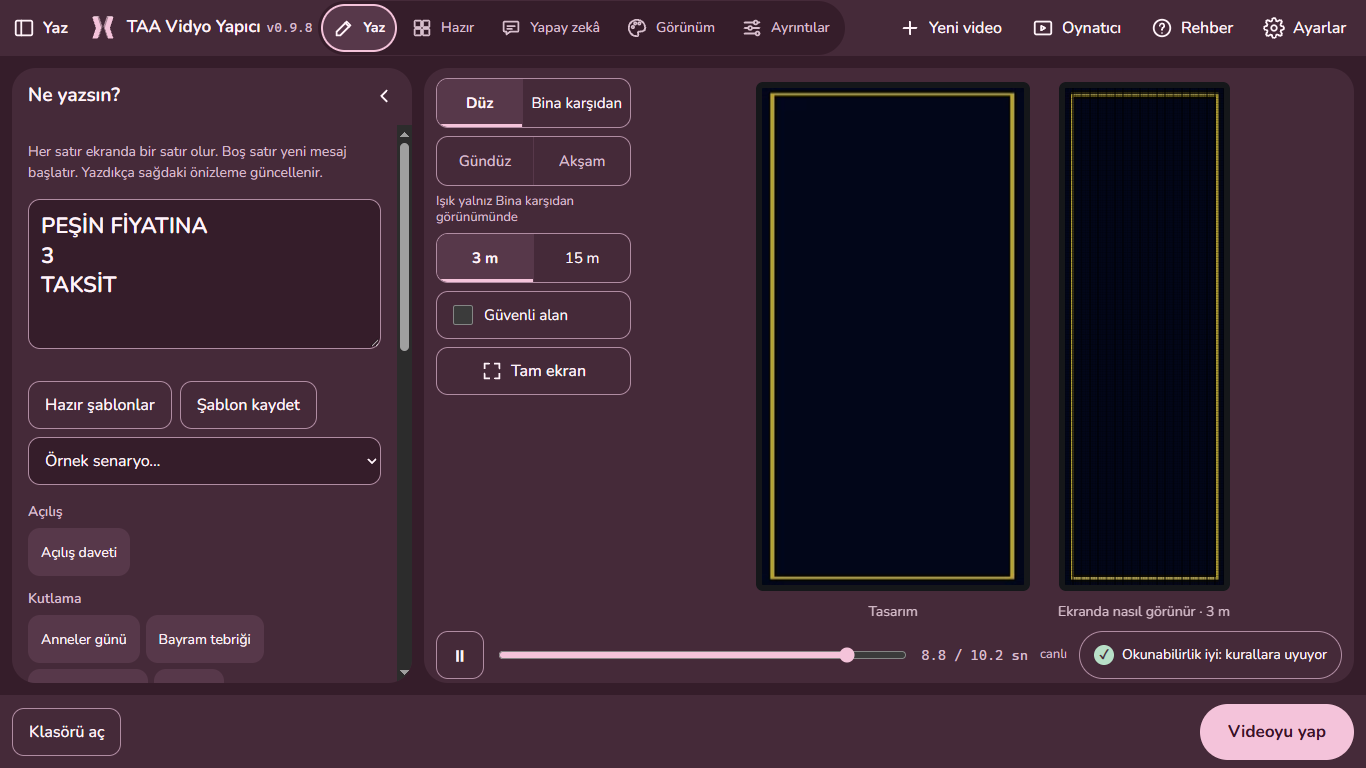 Yaz
TAA Vidyo Yapıcı v0.9.8
Yaz
Hazır
Yapay zekâ
Görünüm
Ayrıntılar
Yeni video
Oynatıcı
Rehber
Ayarlar
Ne yazsın?
Her satır ekranda bir satır olur. Boş satır yeni mesaj
başlatır. Yazdıkça sağdaki önizleme güncellenir.
PEŞİN FİYATINA
3
TAKSİT
Hazır şablonlar
Şablon kaydet
Örnek senaryo...
Açılış
Açılış daveti
Kutlama
Anneler günü
Bayram tebriği
Düz
Bina karşıdan
Gündüz
Akşam
Işık yalnız Bina karşıdan
görünümünde
3 m
15 m
Güvenli alan
Tam ekran
Tasarım
Ekranda nasıl görünür · 3 m
8.8 / 10.2 sn
canlı
Okunabilirlik iyi: kurallara uyuyor
Klasörü aç
Videoyu yap